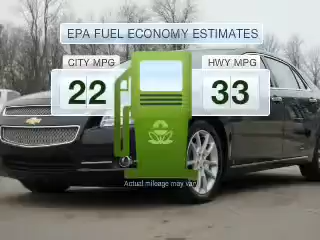 EPA FUEL ECONOMY ESTIMATES
CITY MPG
HWY MPG
22
33
Actual mileage may vary